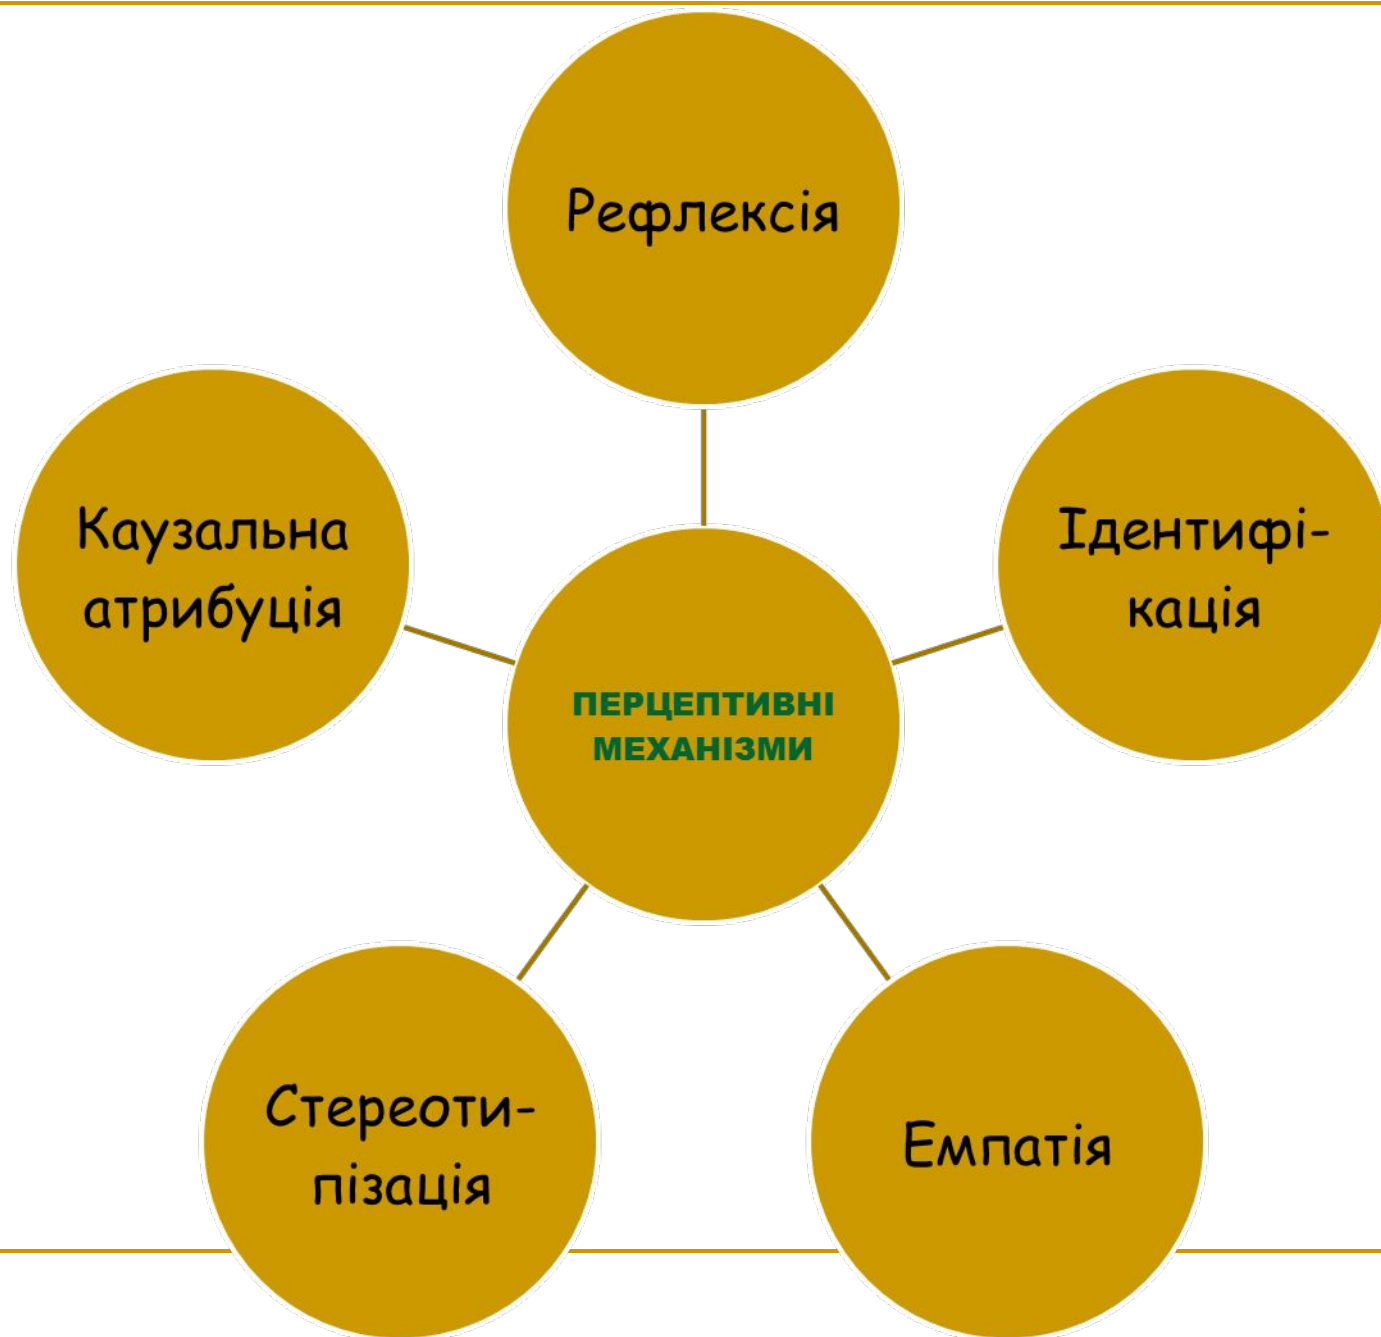 Рефлексія
Каузальна
атрибуція
Ідентифі-
кація
ПЕРЦЕПТИВНІ
МЕХАНІЗМИ
Стереоти-
пізація
Емпатія